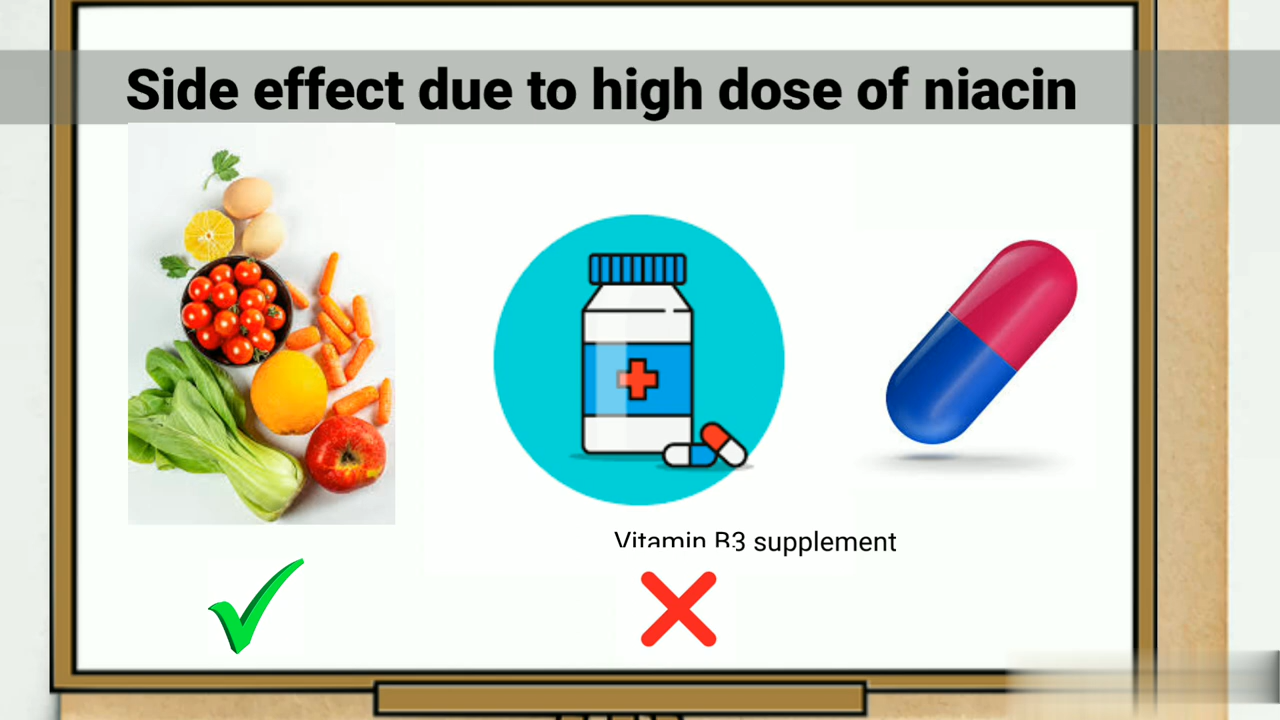 Side effect due to high dose of niacin
Vitamin B3 supplement